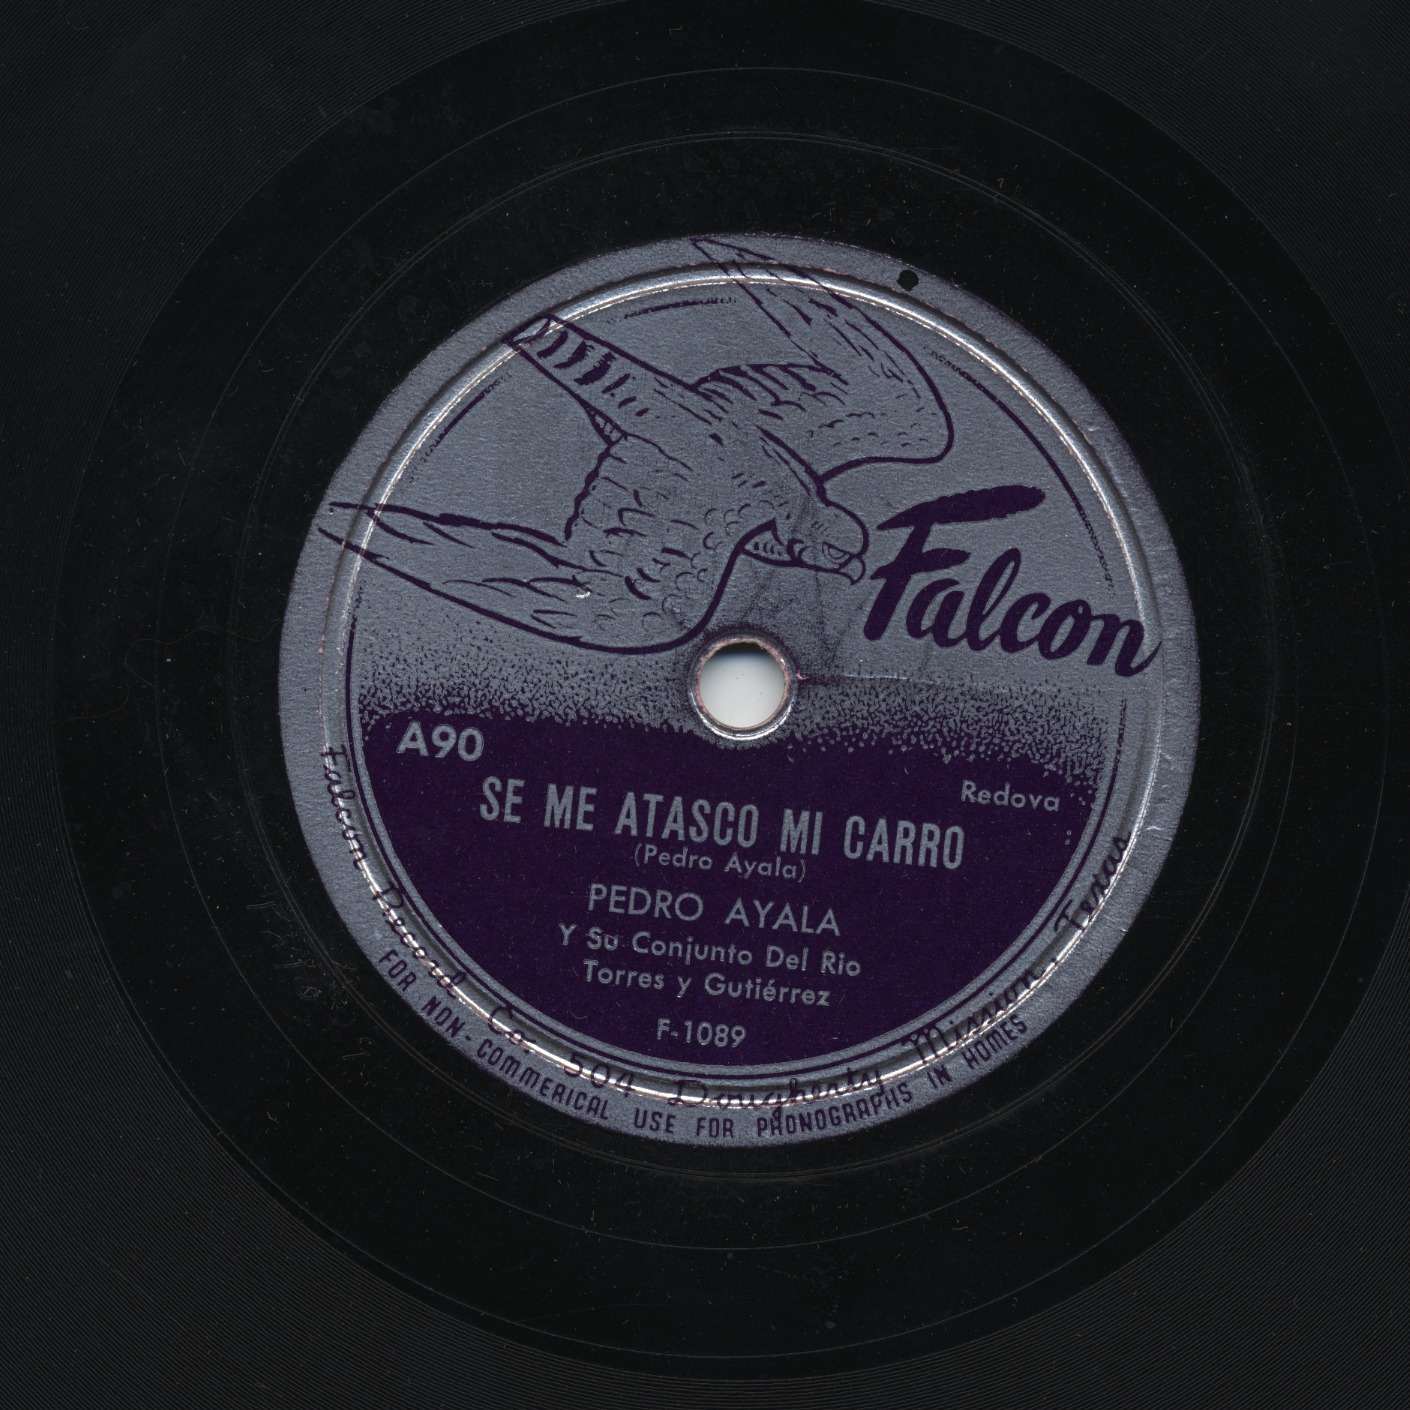 Falcon
A90
Redova
SE ME ATASCO MI CARRO
(Pedro Ayala)
PEDRO AYALA
Y Su Conjunto Del Rio
Torres y Gutiérrez
F-1089
Falcon Record Co. 504 Dougherty Mission, Texas
FOR NON-COMMERICAL USE FOR PHONOGRAPHS IN HOMES